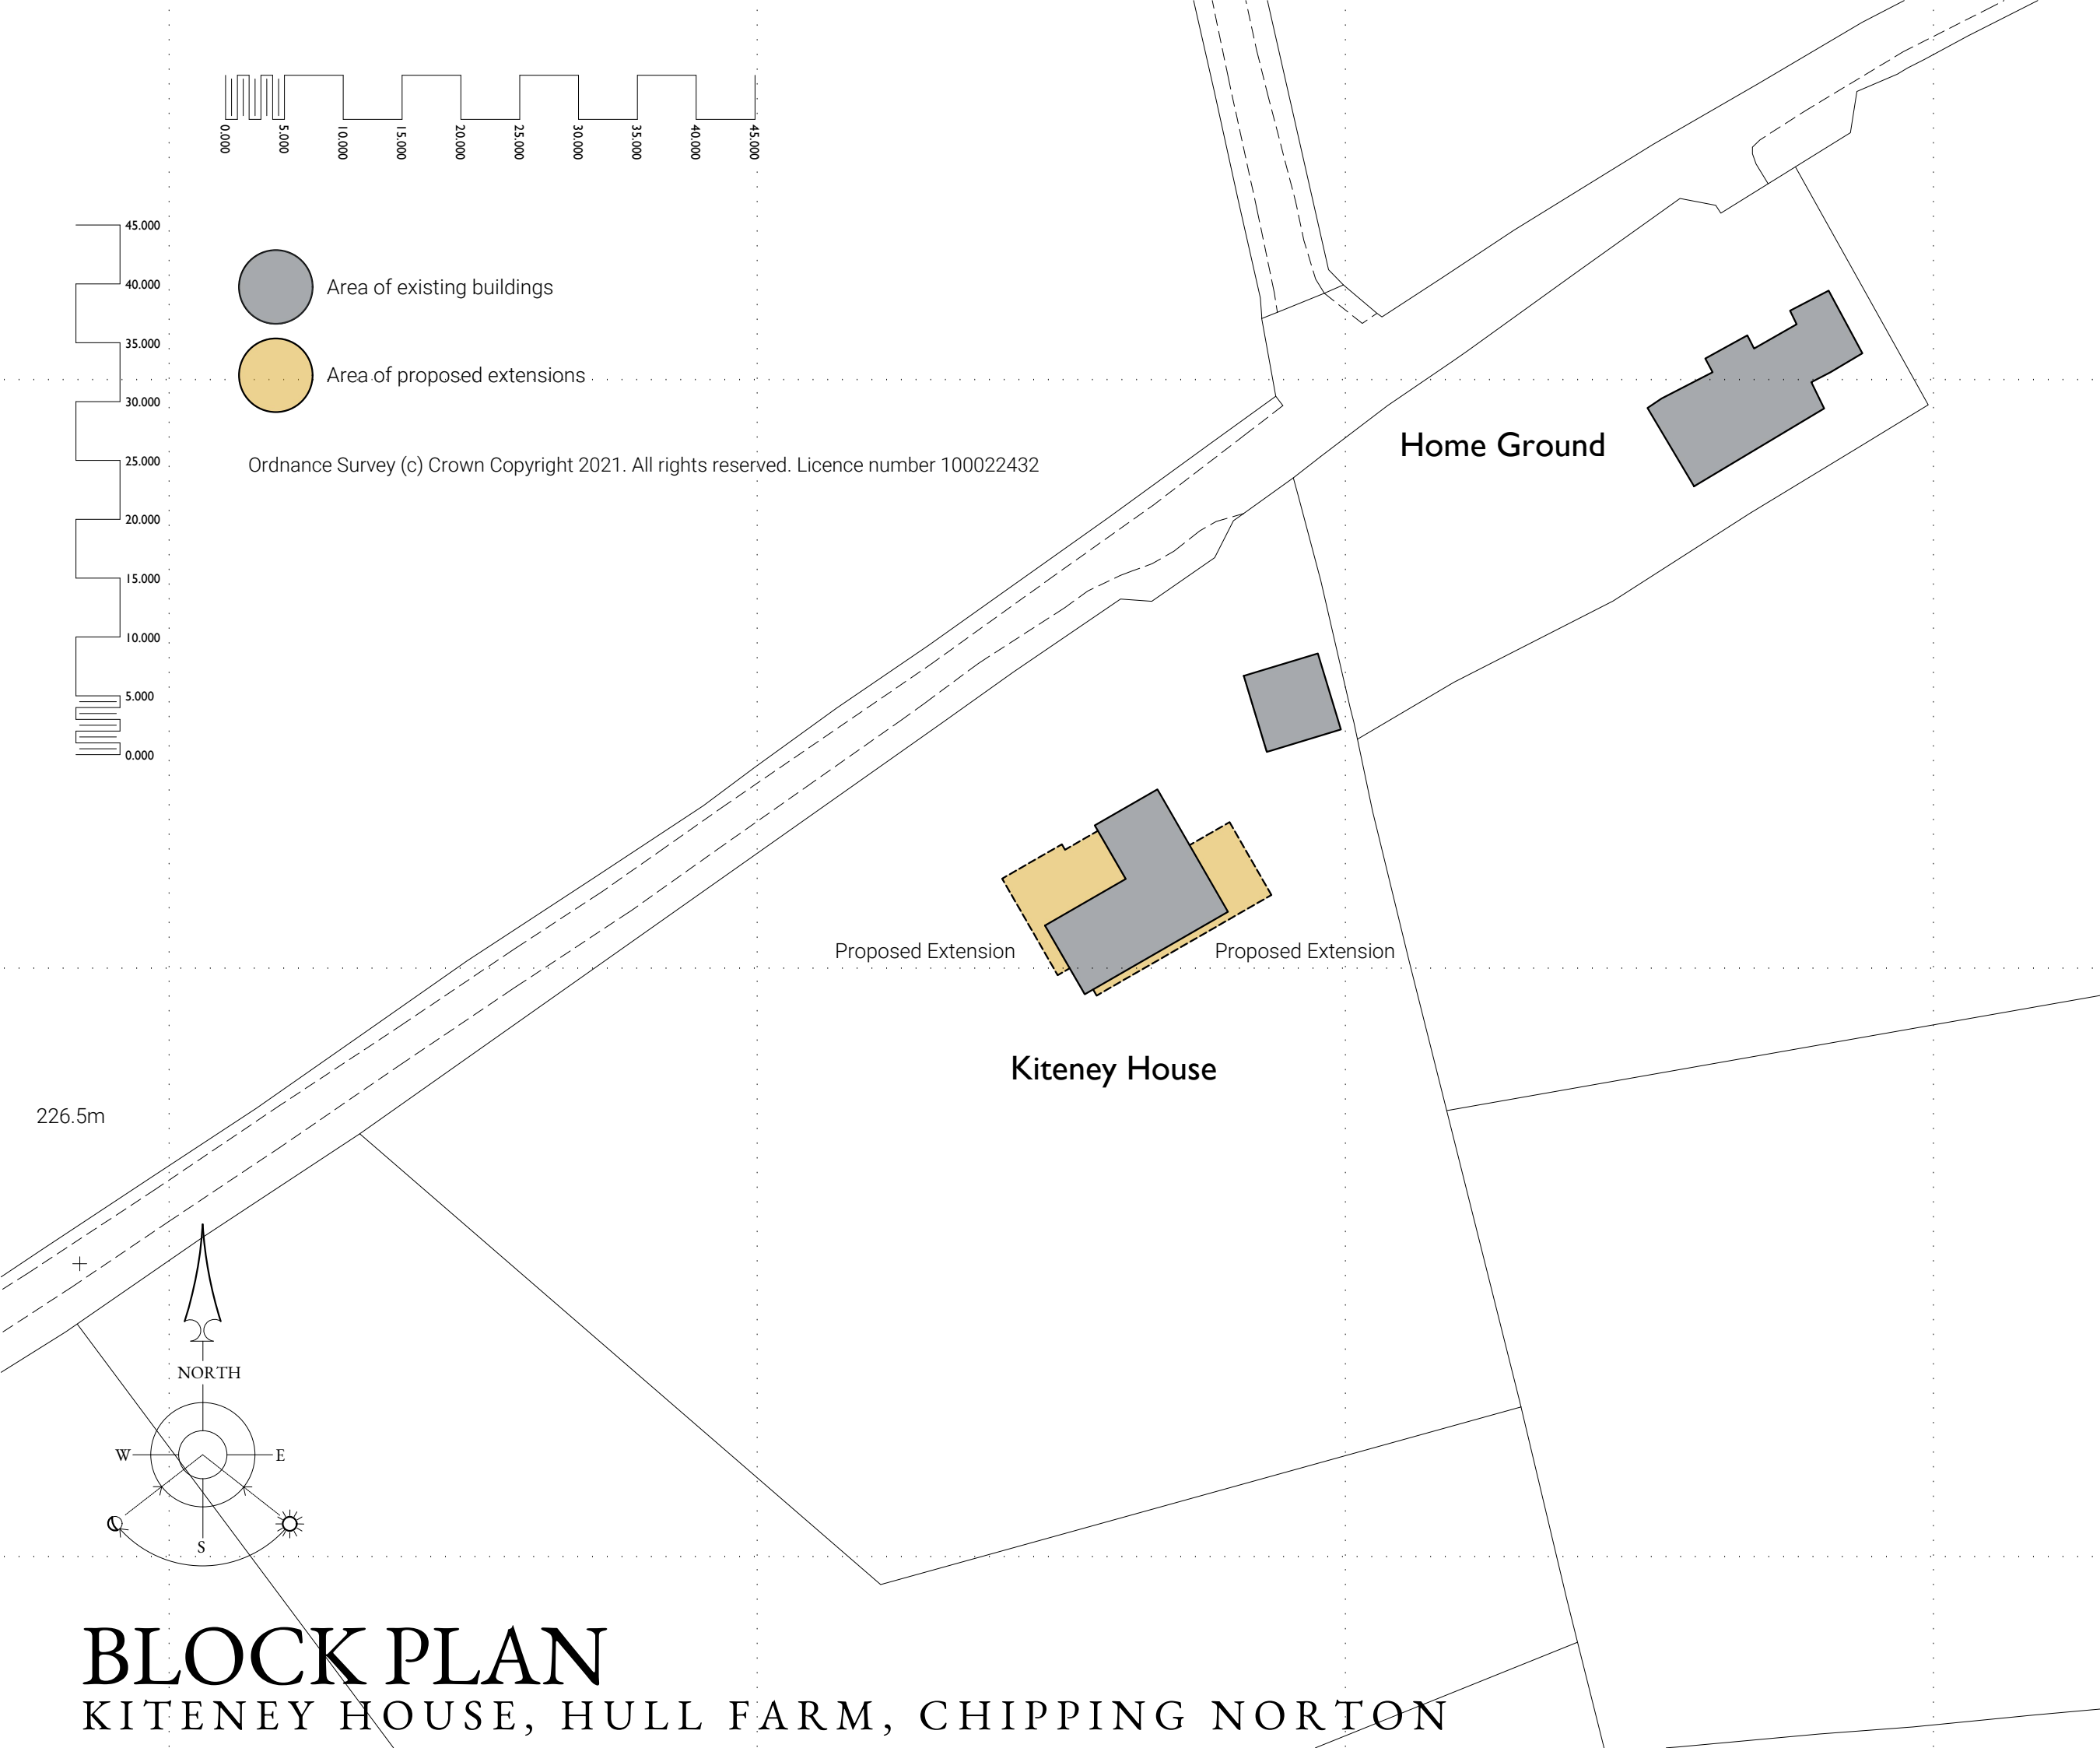 0.000
5.000
10.000
15.000
20.000
25.000
30.000
35.000
40.000
45.000
45.000
40.000
35.000
30.000
25.000
20.000
15.000
10.000
5.000
0.000
Area of existing buildings
Area of proposed extensions
Ordnance Survey (c) Crown Copyright 2021. All rights reserved. Licence number 100022432
Home Ground
Proposed Extension
Proposed Extension
Kiteney House
226.5m
NORTH
W
E
S
BLOCK PLAN
KITENEY HOUSE, HULL FARM, CHIPPING NORTON